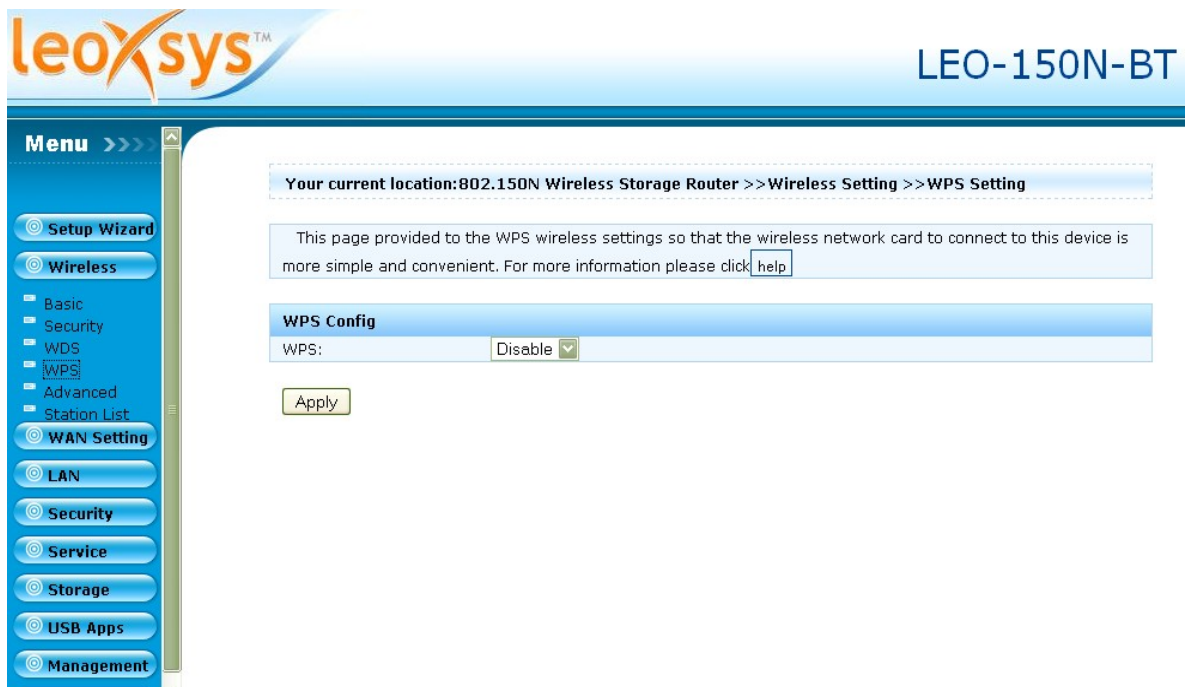 leoxsys™
LEO-150N-BT
Menu >>>>
Setup Wizard
Wireless
Basic
Security
WDS
WPS
Advanced
Station List
WAN Setting
LAN
Security
Service
Storage
USB Apps
Management
Your current location:802.150N Wireless Storage Router >>Wireless Setting >>WPS Setting
This page provided to the WPS wireless settings so that the wireless network card to connect to this device is
more simple and convenient. For more information please click help
WPS Config
WPS: Disable
Apply